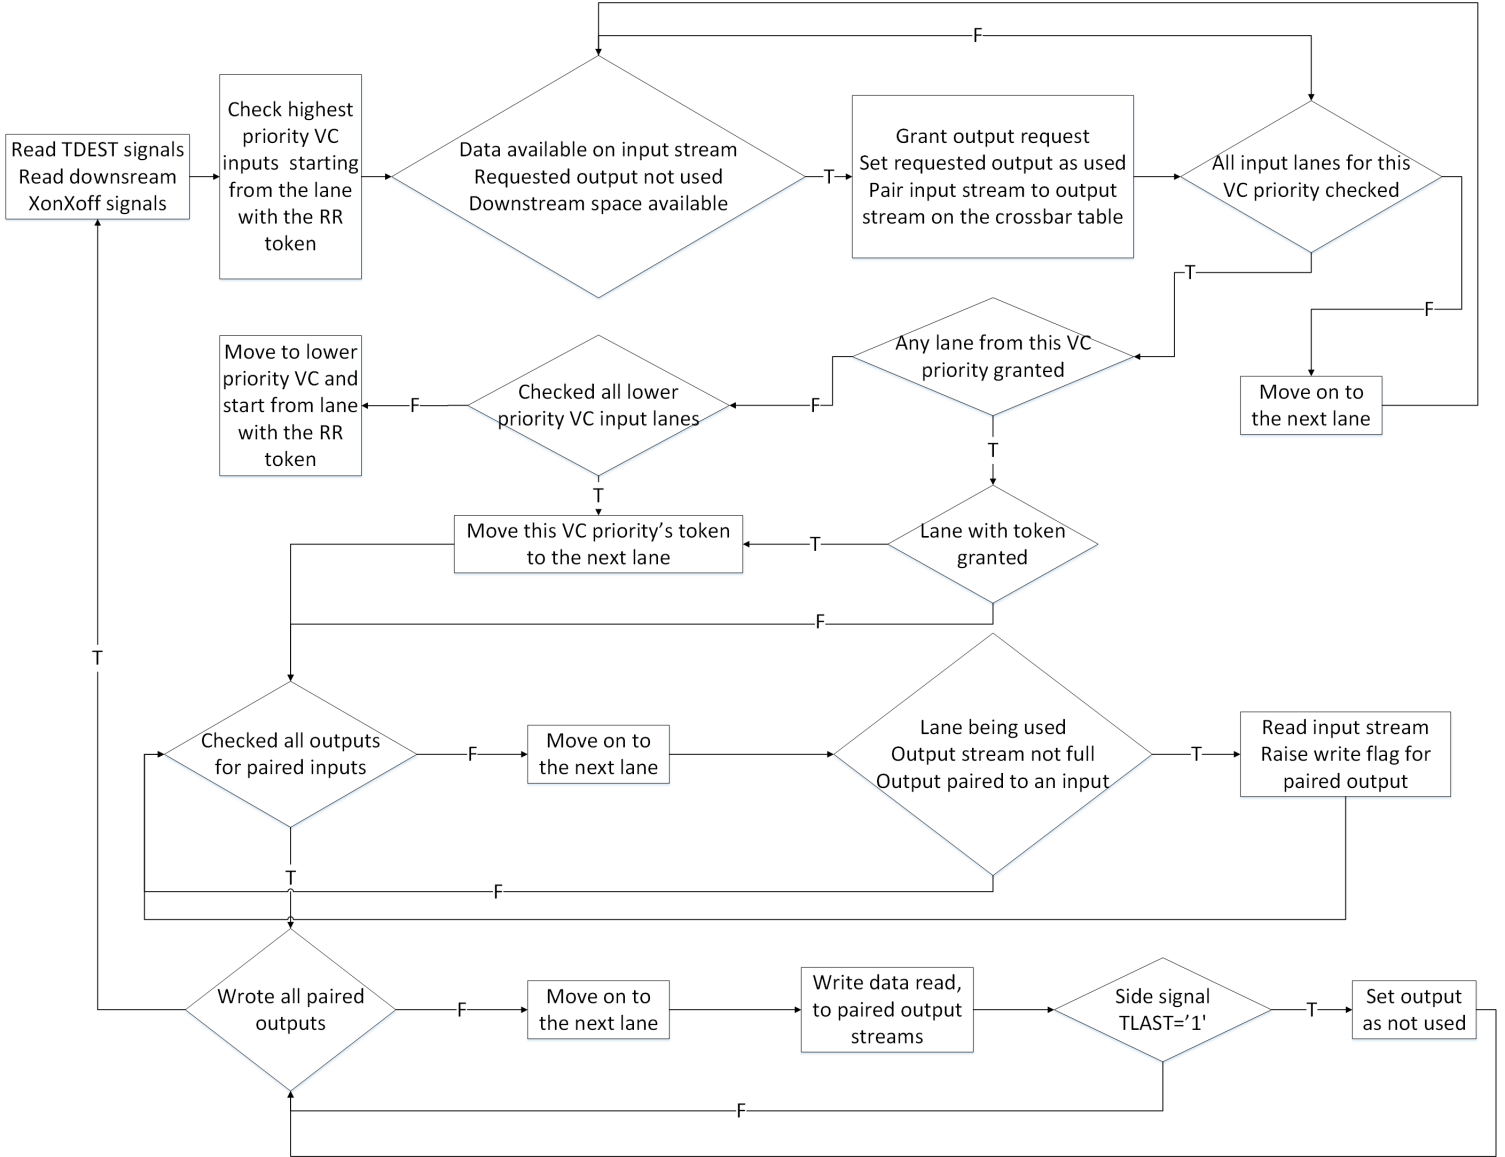 F
Read TDEST signals
Read downsream
XonXoff signals
Check highest
priority VC
inputs starting
from the lane
with the RR
token
Data available on input stream
Requested output not used
Downstream space available
T
Grant output request
Set requested output as used
Pair input stream to output
stream on the crossbar table
All input lanes for this
VC priority checked
T
F
Move to lower
priority VC and
start from lane
with the RR
token
F
Checked all lower
priority VC input lanes
F
Any lane from this VC
priority granted
Move on to
the next lane
T
T
Move this VC priority's token
to the next lane
T
Lane with token
granted
F
T
Checked all outputs
for paired inputs
F
Move on to
the next lane
Lane being used
Output stream not full
Output paired to an input
T
Read input stream
Raise write flag for
paired output
T
F
Wrote all paired
outputs
F
Move on to
the next lane
Write data read,
to paired output
streams
Side signal
TLAST='1'
T
Set output
as not used
F